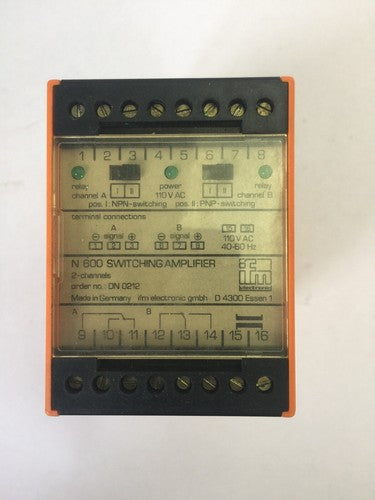 1 2 3 4 5 6 7 8
relay power relay
channel A I II 110 V AC I II channel B
pos. I: NPN-switching pos. II: PNP-switching
terminal connections
A B 15 16
⊖ signal ⊕ ⊖ signal ⊕ 110 V AC
1 2 3 6 7 8 40-60 Hz
N 600 SWITCHING AMPLIFIER
2-channels
order no.: DN 0212
ifm
electronic
Made in Germany ifm electronic gmbh D 4300 Essen 1
A B
9 10 11 12 13 14 15 16